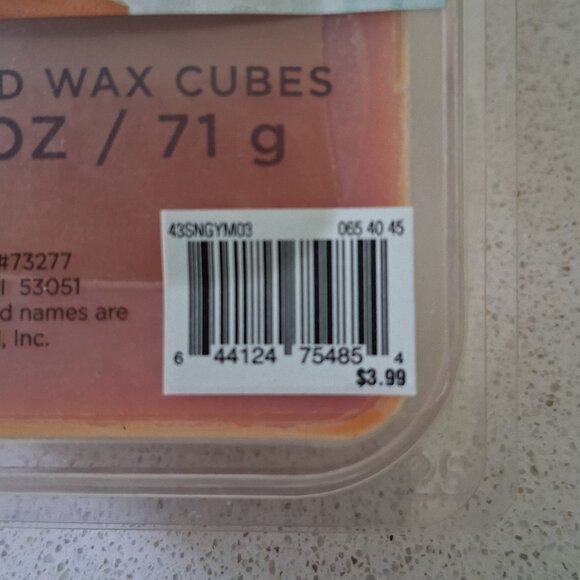 D WAX CUBES
OZ / 71 g
#73277
I 53051
d names are
, Inc.
43SNGYM03 065 40 45
6 44124 75485 4
$3.99
25